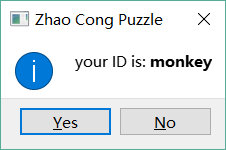 Zhao Cong Puzzle
your ID is: monkey
Yes
No